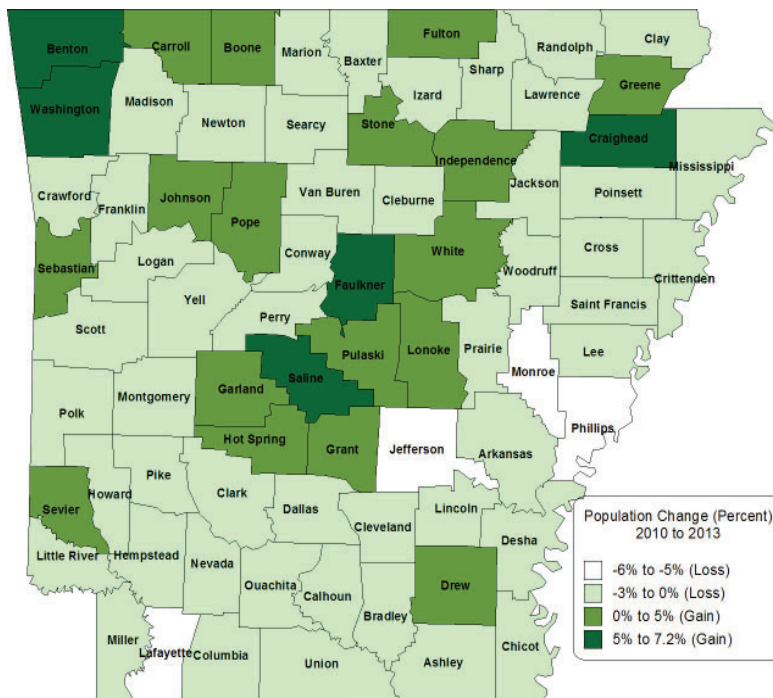 Benton
Carroll
Boone
Marion
Baxter
Fulton
Randolph
Clay
Sharp
Izard
Lawrence
Greene
Washington
Madison
Newton
Searcy
Stone
Independence
Craighead
Mississippi
Crawford
Franklin
Johnson
Pope
Van Buren
Cleburne
Jackson
Poinsett
Sebastian
Logan
Conway
White
Woodruff
Cross
Crittenden
Faulkner
Yell
Scott
Perry
Saint Francis
Pulaski
Lonoke
Prairie
Lee
Monroe
Saline
Garland
Montgomery
Polk
Phillips
Hot Spring
Grant
Jefferson
Arkansas
Pike
Howard
Clark
Sevier
Dallas
Cleveland
Lincoln
Desha
Little River
Hempstead
Nevada
Ouachita
Calhoun
Bradley
Drew
Miller
Lafayette
Columbia
Union
Ashley
Chicot
Population Change (Percent)
2010 to 2013
-6% to -5% (Loss)
-3% to 0% (Loss)
0% to 5% (Gain)
5% to 7.2% (Gain)